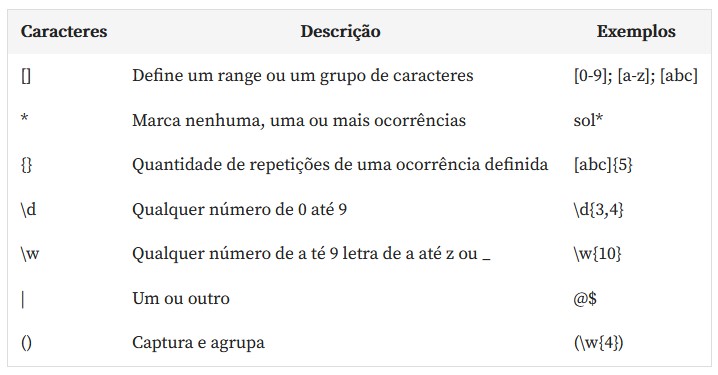 Caracteres Descrição Exemplos
[] Define um range ou um grupo de caracteres [0-9]; [a-z]; [abc]
* Marca nenhuma, uma ou mais ocorrências sol*
{} Quantidade de repetições de uma ocorrência definida [abc]{5}
\d Qualquer número de 0 até 9 \d{3,4}
\w Qualquer número de a té 9 letra de a até z ou _ \w{10}
| Um ou outro @$
() Captura e agrupa (\w{4})